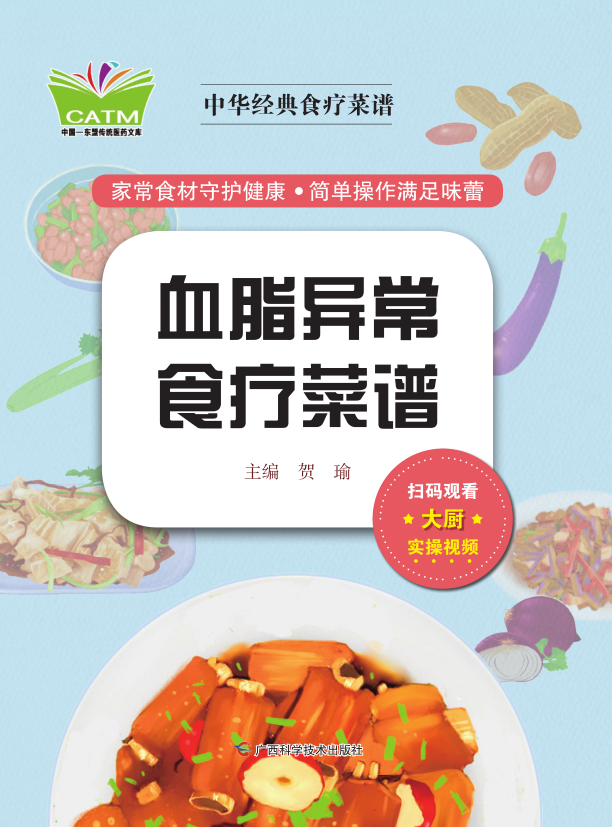 CATM
中国—东盟传统医药文库
中华经典食疗菜谱
家常食材守护健康•简单操作满足味蕾
血脂异常
食疗菜谱
主编 贺 瑜
扫码观看
大厨
实操视频
广西科学技术出版社